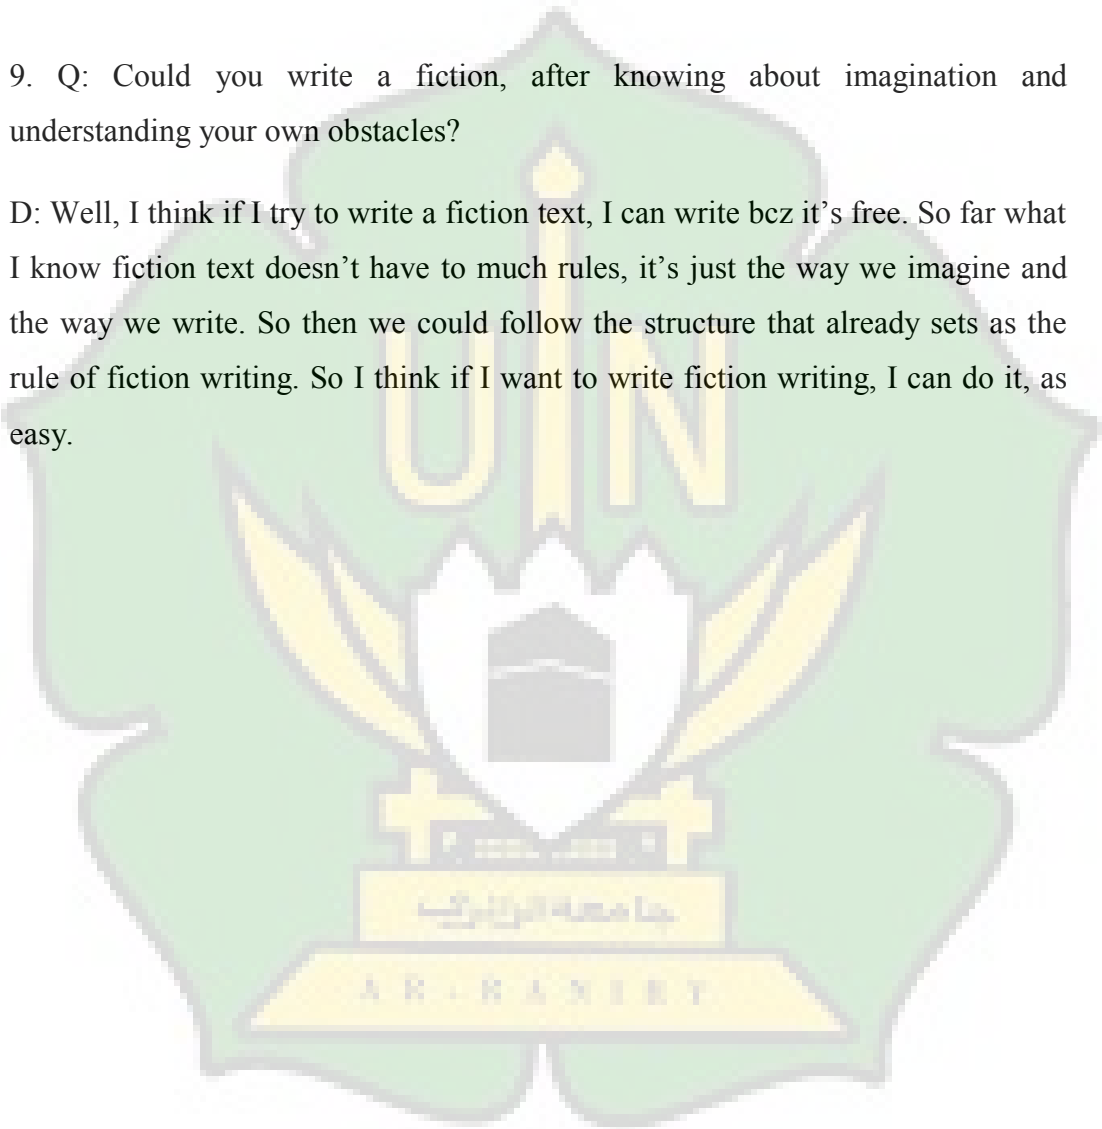 9. Q: Could you write a fiction, after knowing about imagination and
understanding your own obstacles?
D: Well, I think if I try to write a fiction text, I can write bcz it’s free. So far what
I know fiction text doesn’t have to much rules, it’s just the way we imagine and
the way we write. So then we could follow the structure that already sets as the
rule of fiction writing. So I think if I want to write fiction writing, I can do it, as
easy.
UIN
جامعة الرانيري
AR-RANIRY